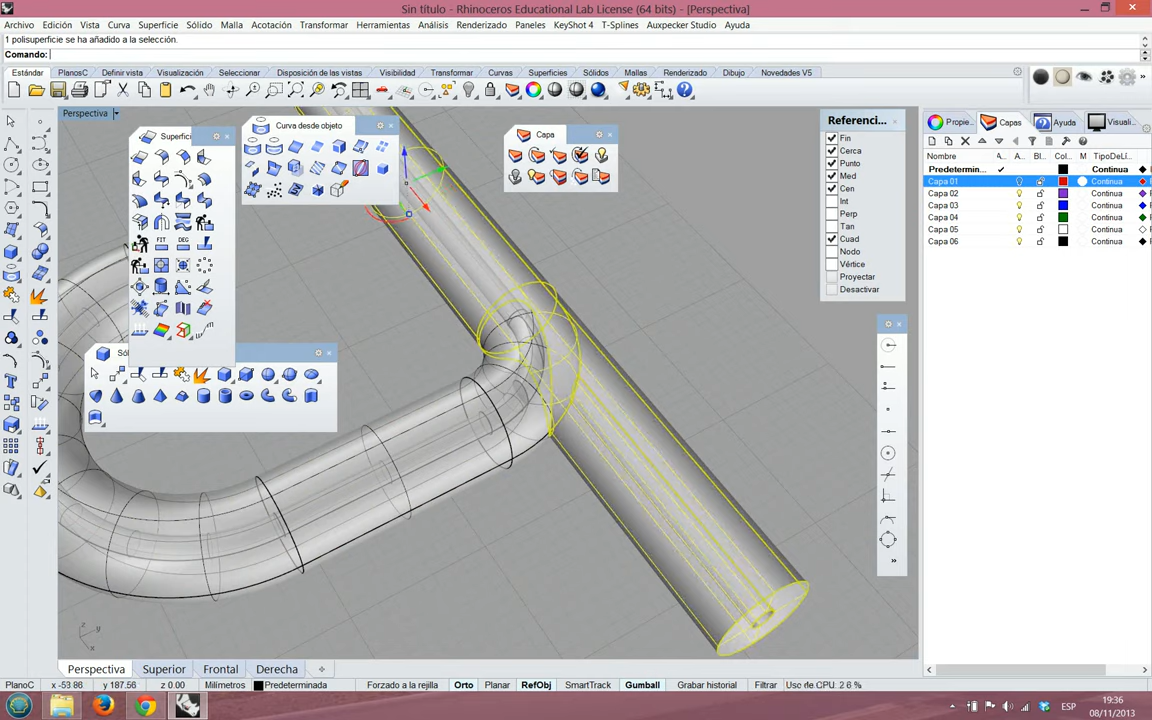 Sin título - Rhinoceros Educational Lab License (64 bits) - [Perspectiva]
Archivo Edición Vista Curva Superficie Sólido Malla Acotación Transformar Herramientas Análisis Renderizado Panales KeyShot 4 T-Splines Auxpecker Studio Ayuda
1 polisuperficie se ha añadido a la selección.
Comando:
Estándar PlanosC Definir vista Visualización Seleccionar Disposición de las vistas Visibilidad Transformar Curvas Superficies Sólidos Mallas Renderizado Dibujo Novedades V5
Perspectiva
Superfici
Curva desde objeto
Capa
FIT DEG
Sól
Referenci...
Fin
Cerca
Punto
Med
Cen
Int
Perp
Tan
Cuad
Nodo
Vértice
Proyectar
Desactivar
Propie... Capas Ayuda Visuali...
Nombre A... A... Bl... Col... M TipoDeLí...
Predetermin... Continua
Capa 01 Continua
Capa 02 Continua
Capa 03 Continua
Capa 04 Continua
Capa 05 Continua
Capa 06 Continua
z y x
Perspectiva Superior Frontal Derecha
PlanoC x -53.86 y 187.56 z 0.00 Milímetros Predeterminada Forzado a la rejilla Orto Planar RefObj SmartTrack Gumball Grabar historial Filtrar Uso de CPU: 2.6 %
ESP
19:36
08/11/2013